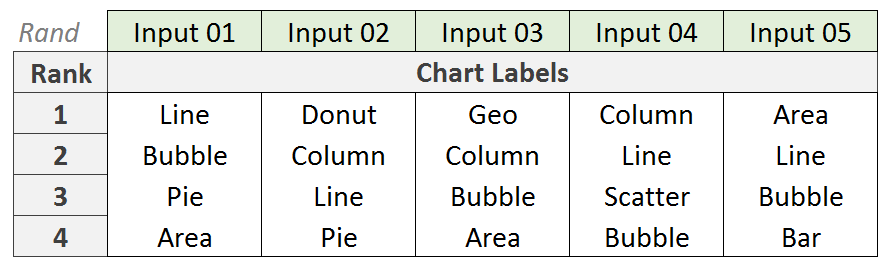 Rand Input 01 Input 02 Input 03 Input 04 Input 05
Rank Chart Labels
1 Line Donut Geo Column Area
2 Bubble Column Column Line Line
3 Pie Line Bubble Scatter Bubble
4 Area Pie Area Bubble Bar